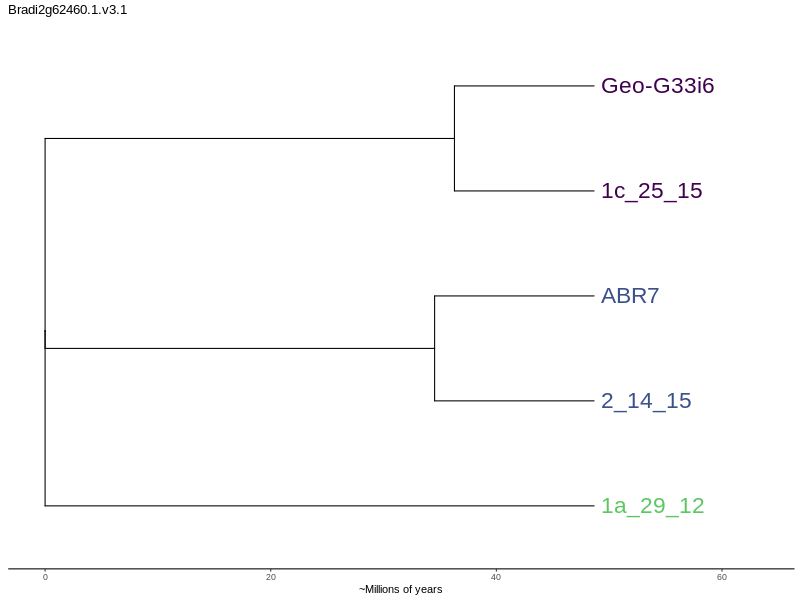 Bradi2g62460.1.v3.1
Geo-G33i6
1c_25_15
ABR7
2_14_15
1a_29_12
0 20 40 60
~Millions of years